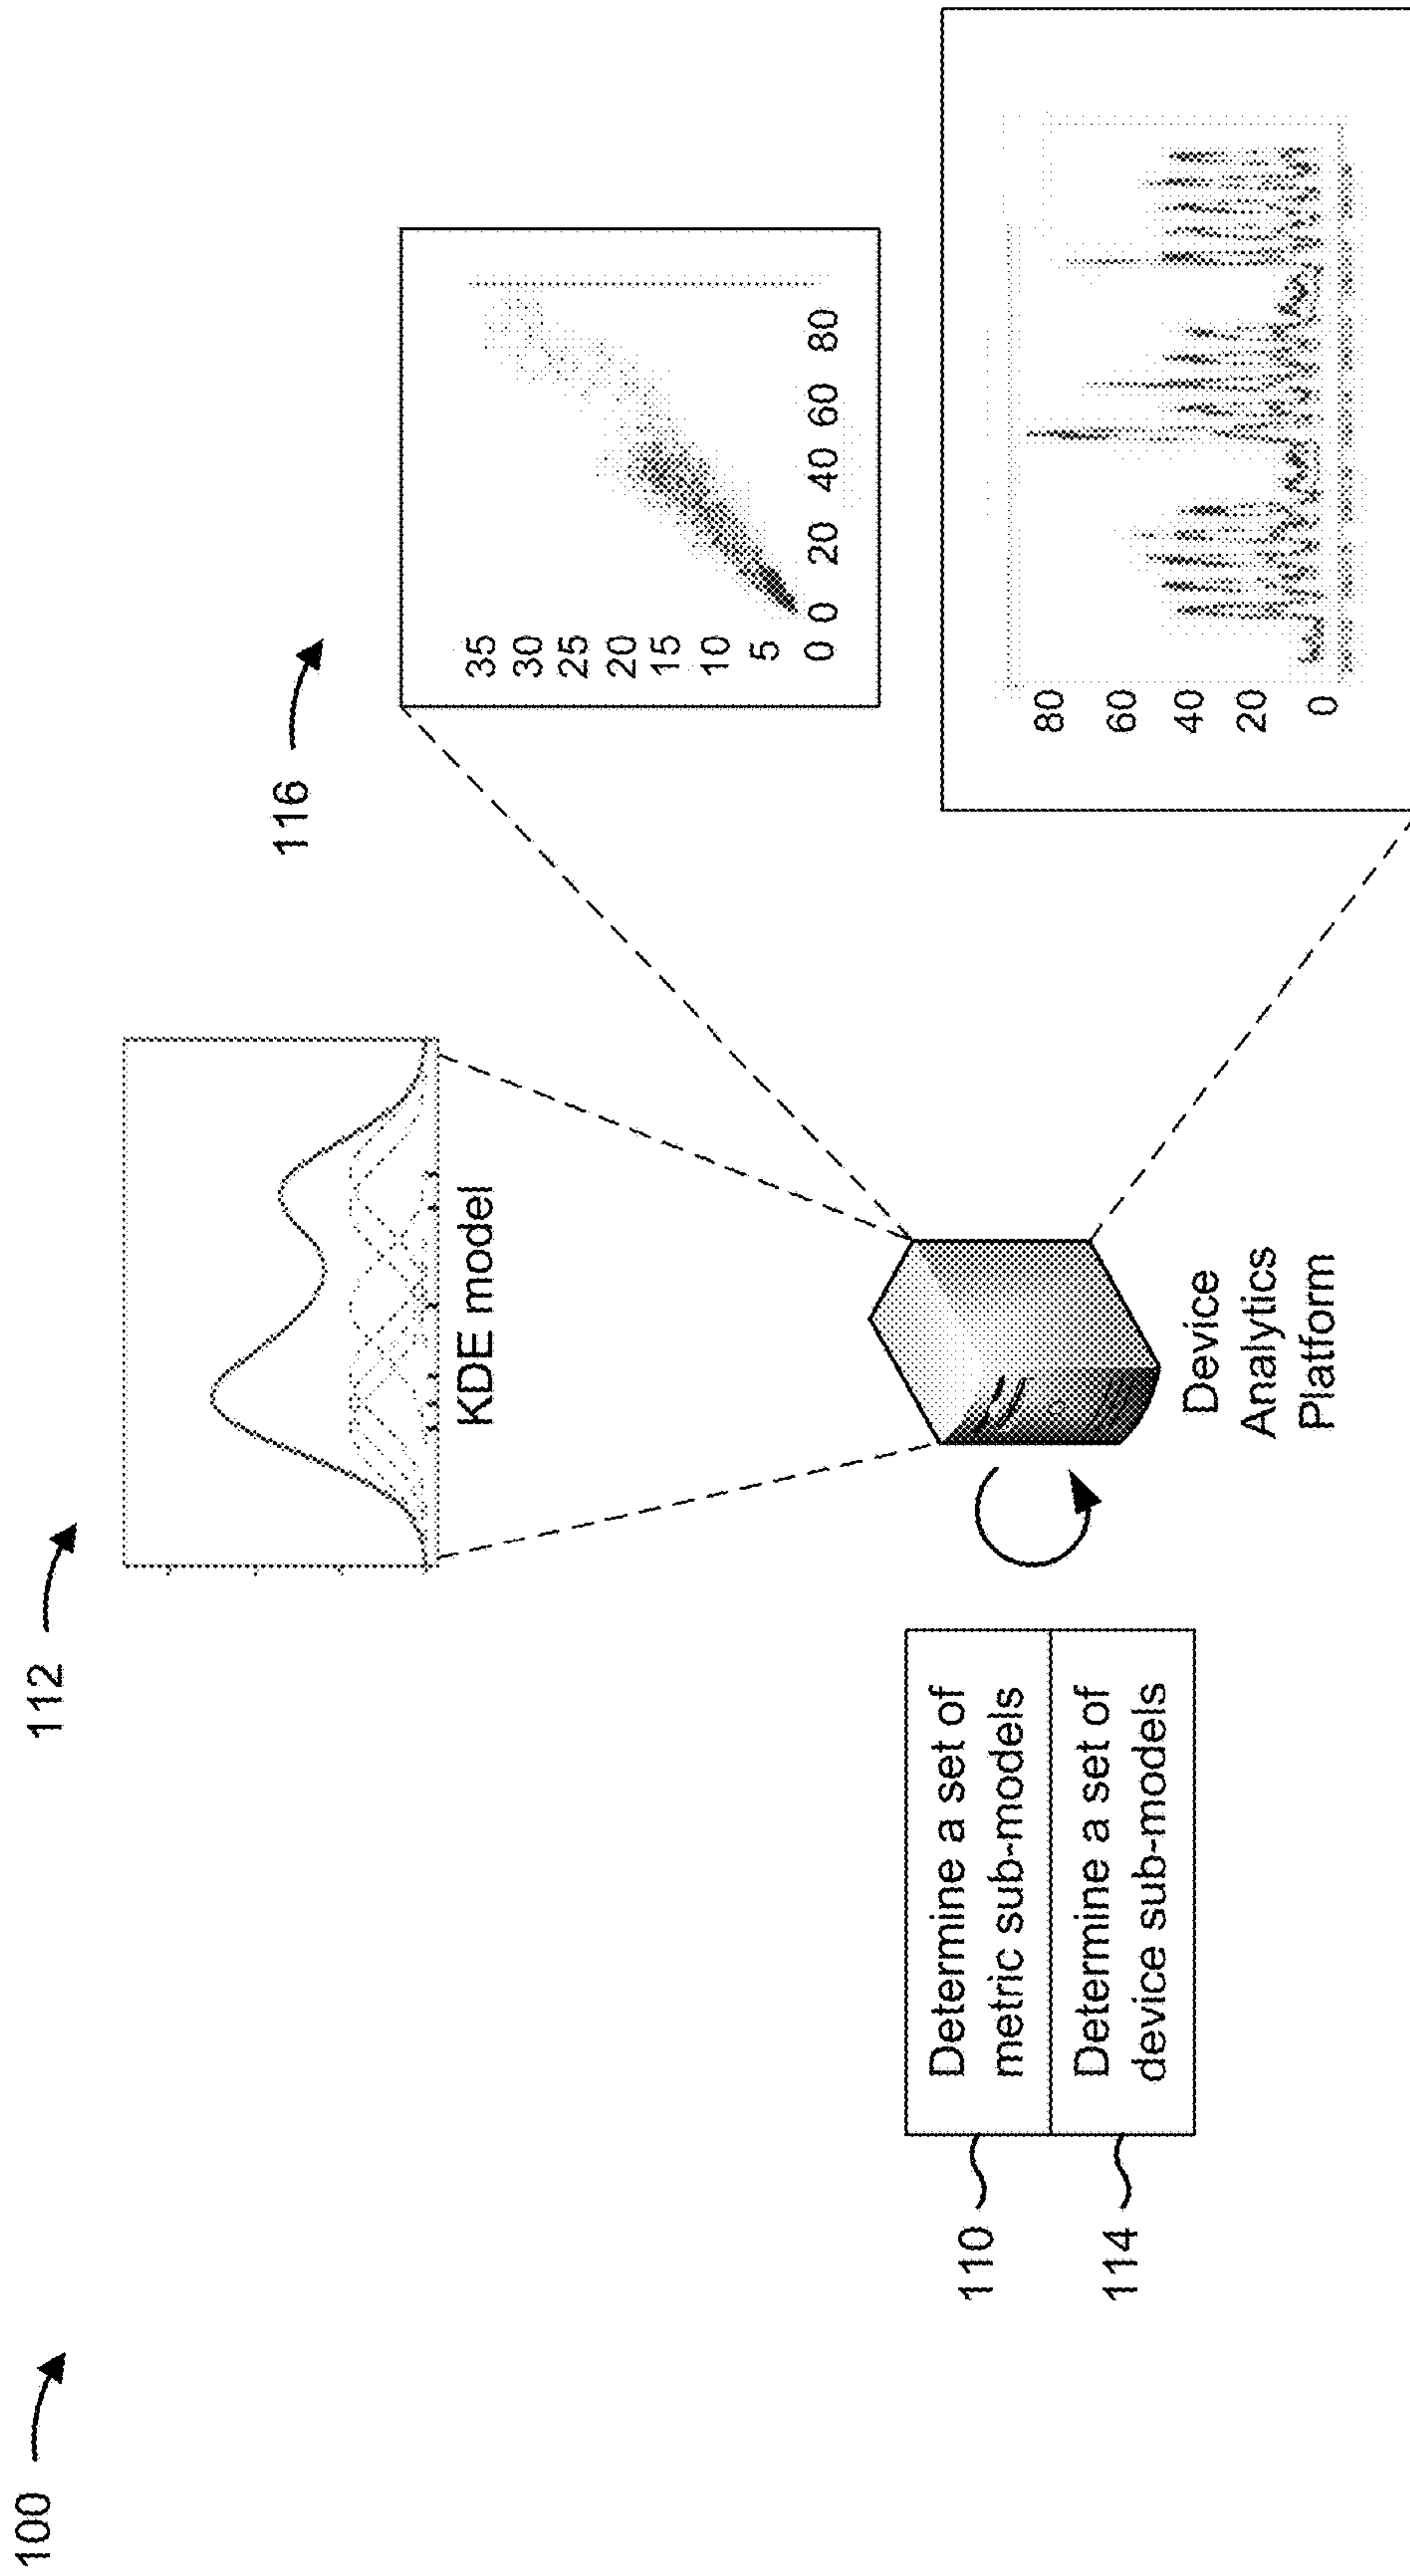 100
112
KDE model
116
35
30
25
20
15
10
5
0
0 20 40 60 80
80
60
40
20
0
110
Determine a set of
metric sub-models
114
Determine a set of
device sub-models
Device
Analytics
Platform